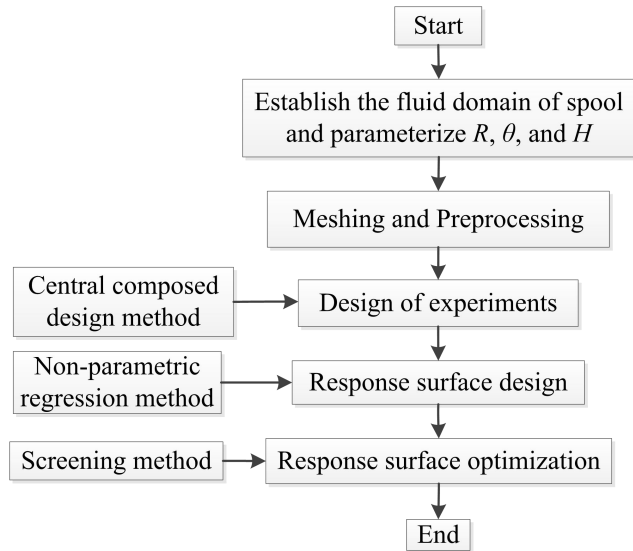 Start
Establish the fluid domain of spool
and parameterize R, θ, and H
Meshing and Preprocessing
Central composed
design method
Design of experiments
Non-parametric
regression method
Response surface design
Screening method
Response surface optimization
End